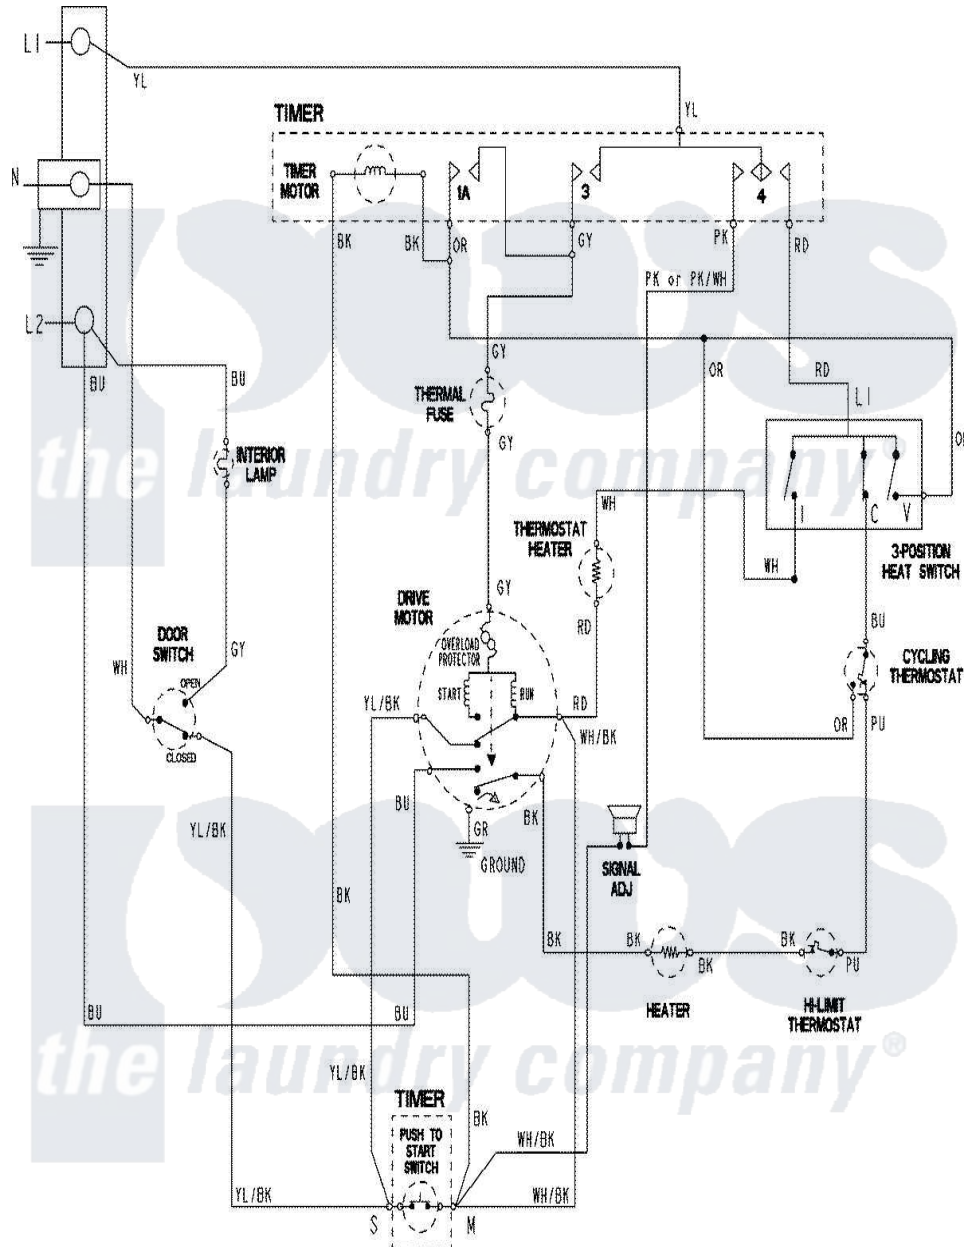 L1
YL
YL
TIMER
TIMER
MOTOR
1A
3
4
N
BK
BK
OR
GY
PK
RD
PK or PK/WH
L2
BU
BU
GY
OR
RD
L1
THERMAL
FUSE
GY
INTERIOR
LAMP
the laundry company®
WH
I
C
V
THERMOSTAT
HEATER
3-POSITION
HEAT SWITCH
WH
GY
DRIVE
MOTOR
RD
BU
DOOR
SWITCH
OVERLOAD
PROTECTOR
CYCLING
THERMOSTAT
WH
GY
OPEN
START
RUN
YL/BK
RD
WH/BK
OR
PU
CLOSED
BU
BK
YL/BK
GR
GROUND
SIGNAL
ADJ
BK
BK
BK
BK
BK
PU
HEATER
HI-LIMIT
THERMOSTAT
BU
BU
the laundry company®
YL/BK
TIMER
BK
PUSH TO
START
SWITCH
WH/BK
YL/BK
WH/BK
S
M